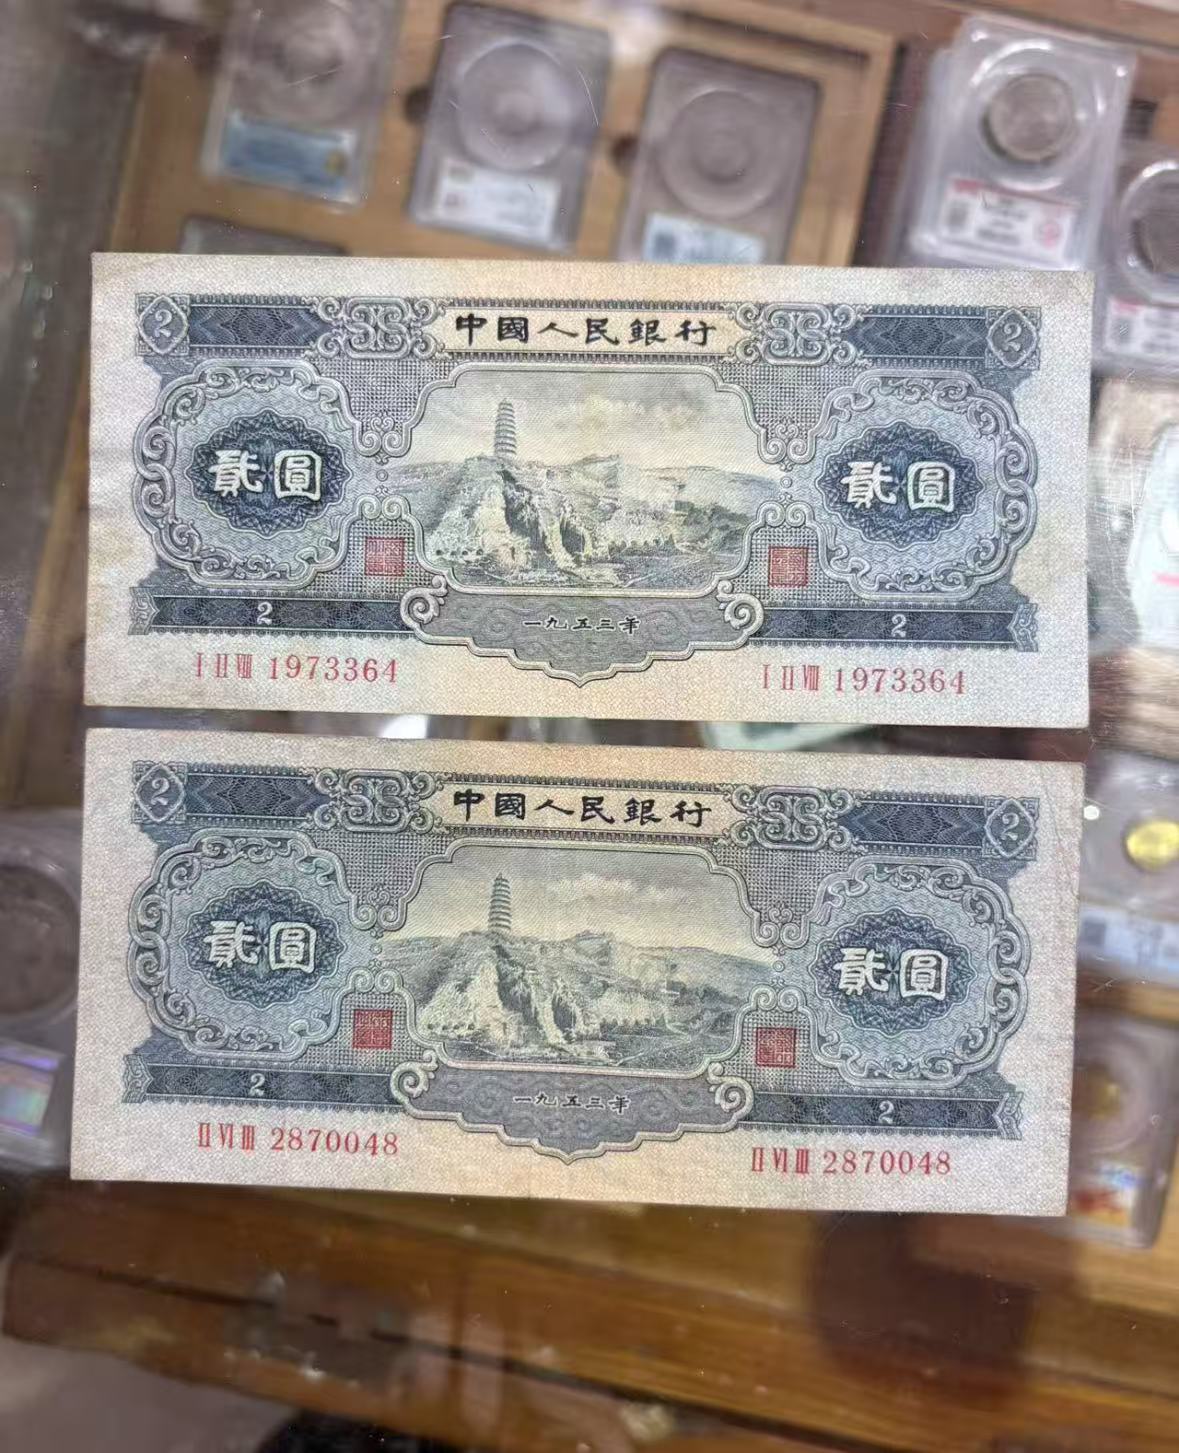 2 中國人民銀行 2
貳圓 貳圓
2 一九五三年 2
I II VIII 1973364 I II VIII 1973364
2 中國人民銀行 2
貳圓 貳圓
2 一九五三年 2
II VI III 2870048 II VI III 2870048